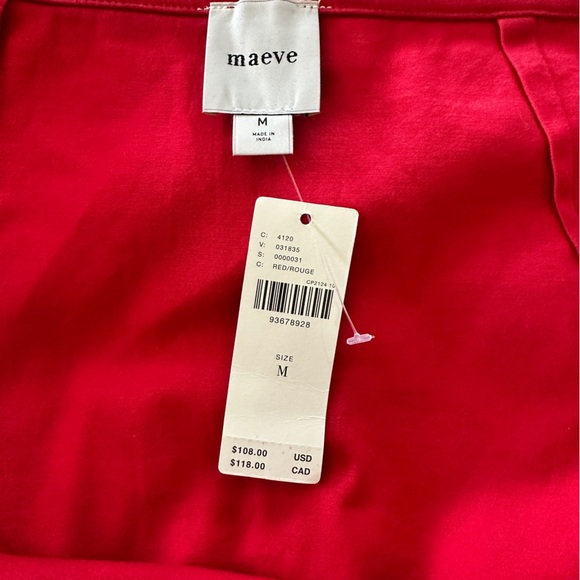 maeve
M
MADE IN
INDIA
C: 4120
V: 031835
S: 0000031
C: RED/ROUGE
CP2124 10
93678928
SIZE
M
$108.00 USD
$118.00 CAD